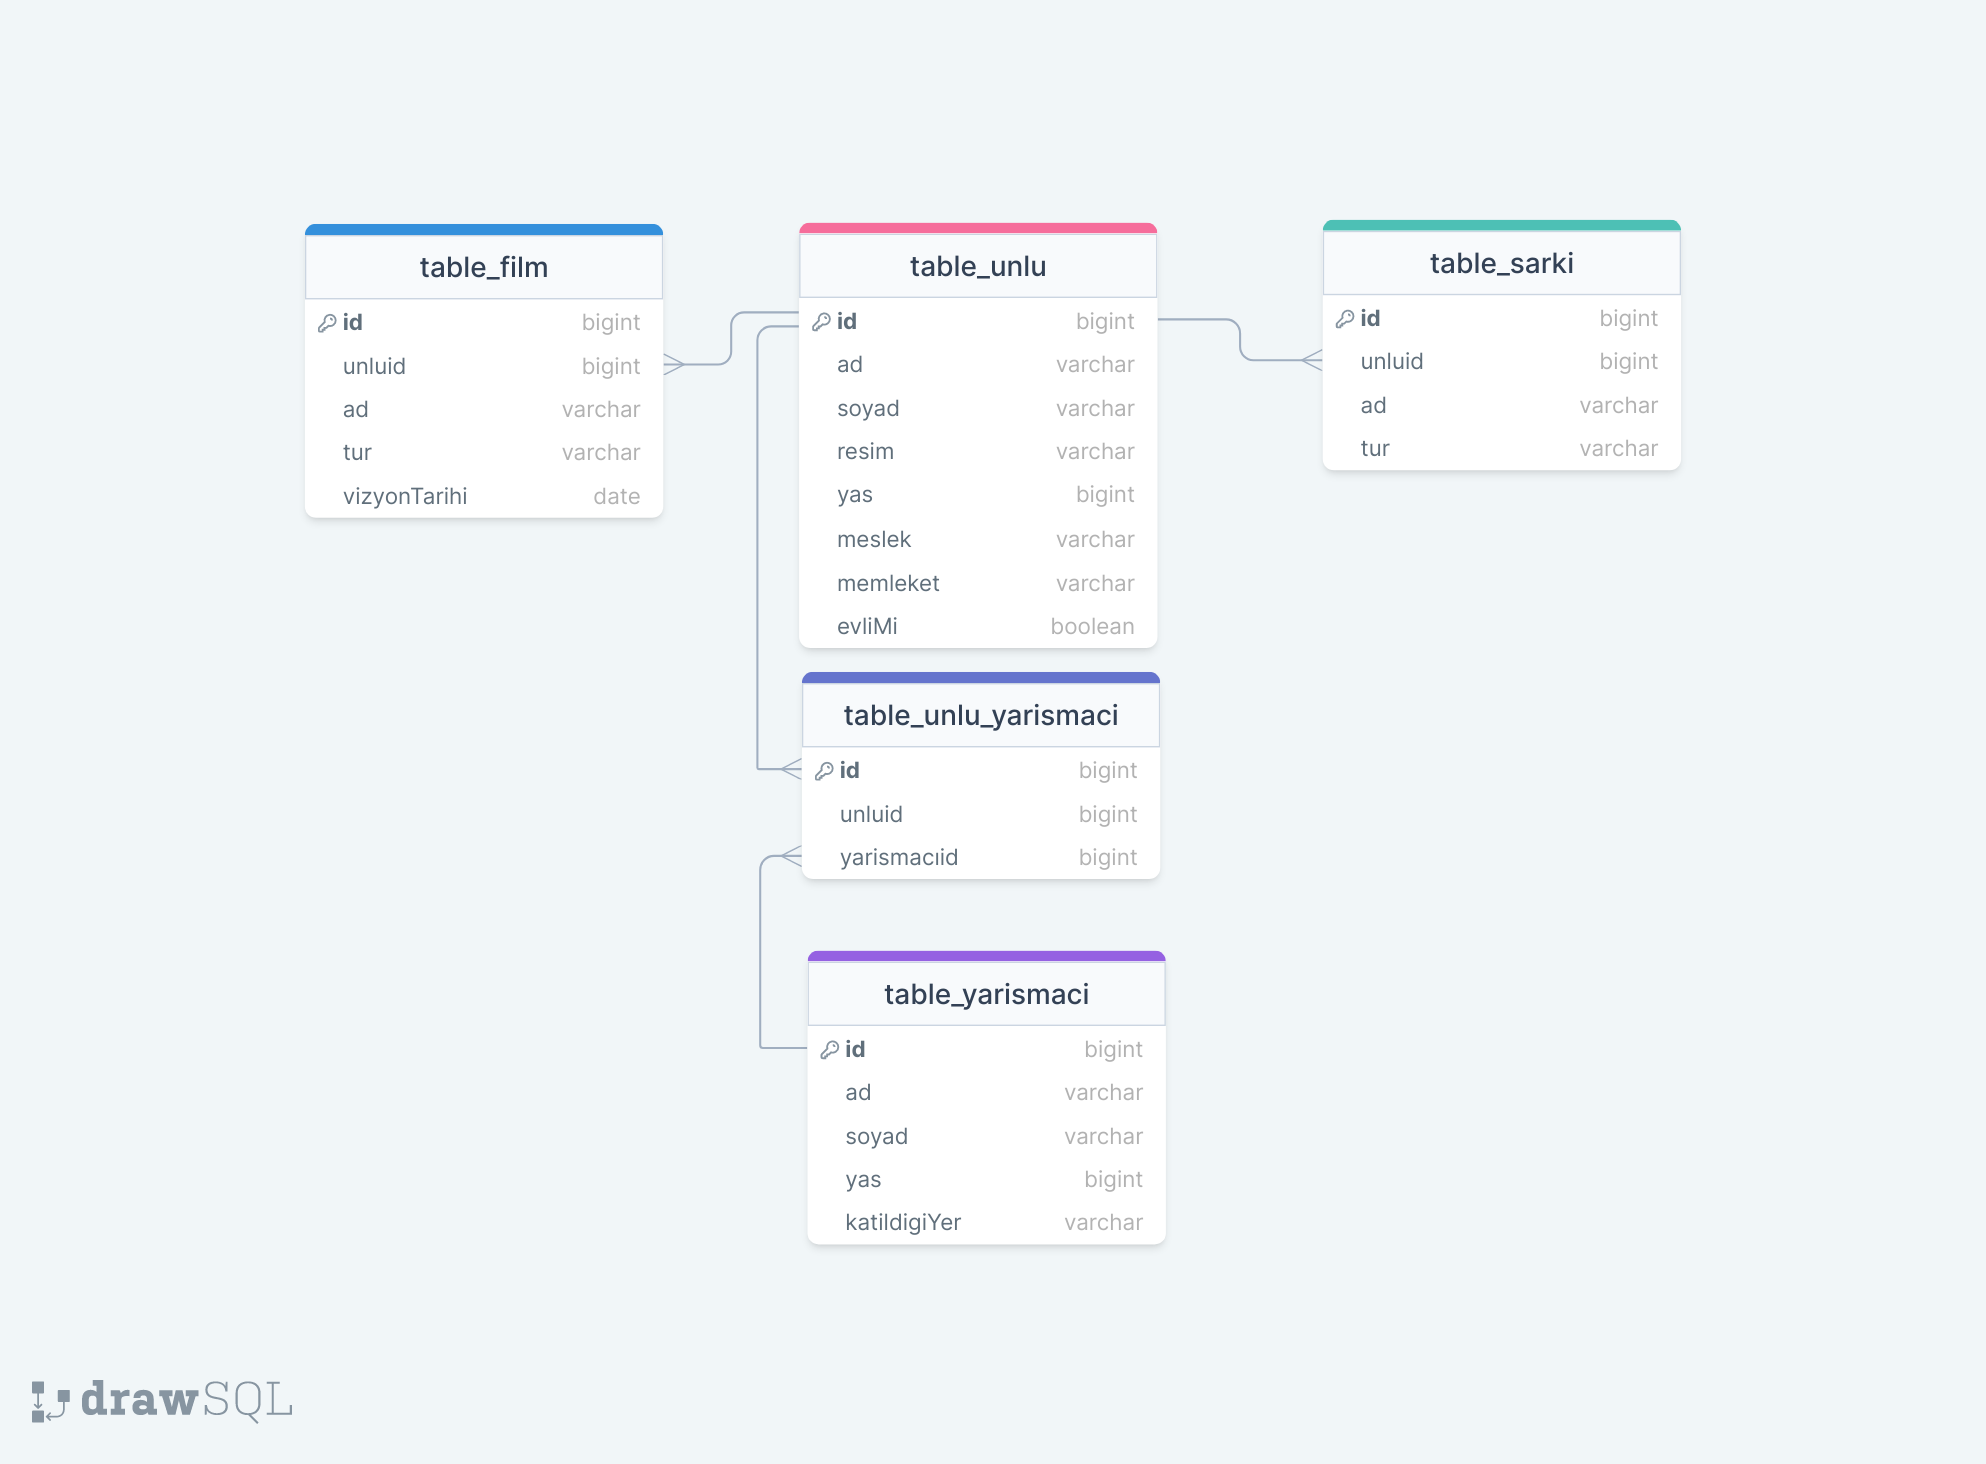 table_film
id bigint
unluid bigint
ad varchar
tur varchar
vizyonTarihi date
table_unlu
id bigint
ad varchar
soyad varchar
resim varchar
yas bigint
meslek varchar
memleket varchar
evliMi boolean
table_sarki
id bigint
unluid bigint
ad varchar
tur varchar
table_unlu_yarismaci
id bigint
unluid bigint
yarismacıid bigint
table_yarismaci
id bigint
ad varchar
soyad varchar
yas bigint
katildigiYer varchar
drawSQL